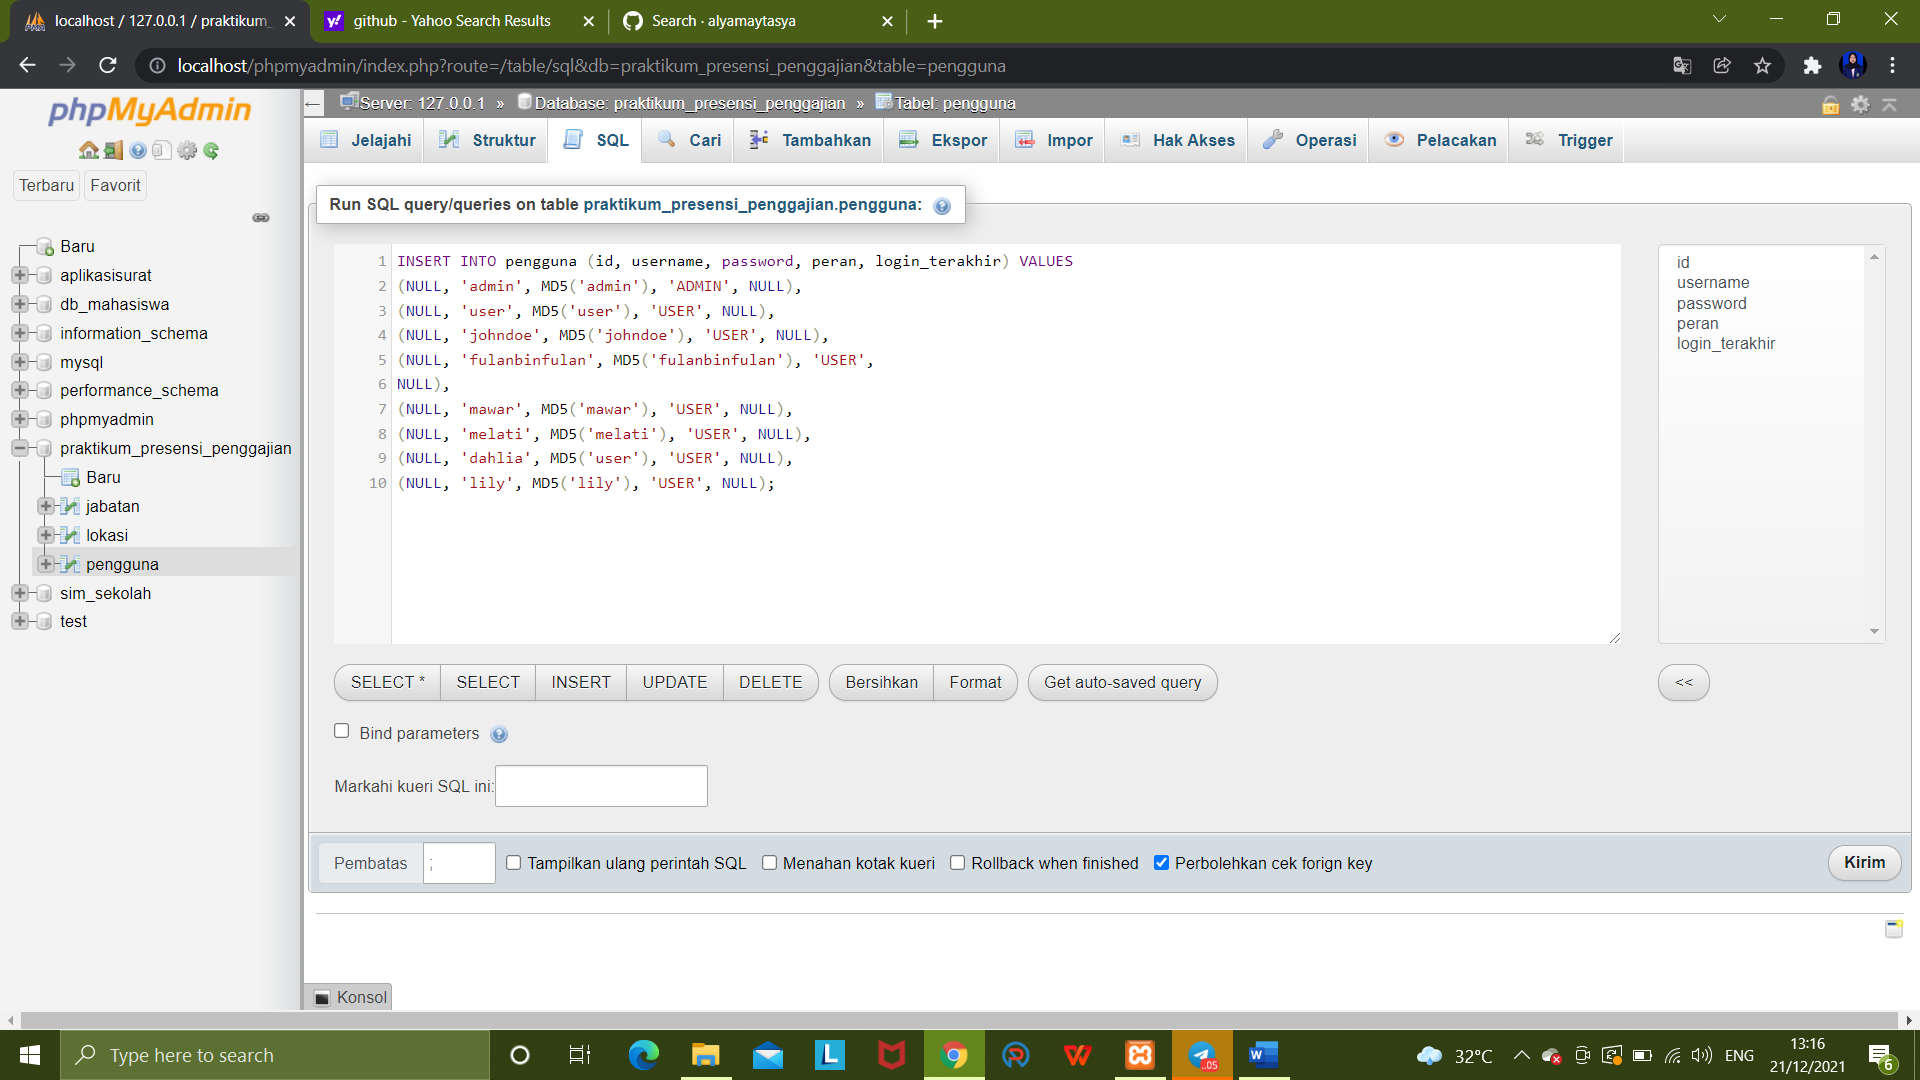 localhost / 127.0.0.1 / praktikum_
github - Yahoo Search Results
Search · alyamaytasya
localhost/phpmyadmin/index.php?route=/table/sql&db=praktikum_presensi_penggajian&table=pengguna
phpMyAdmin
Terbaru
Favorit
Baru
aplikasisurat
db_mahasiswa
information_schema
mysql
performance_schema
phpmyadmin
praktikum_presensi_penggajian
Baru
jabatan
lokasi
pengguna
sim_sekolah
test
Server: 127.0.0.1 » Database: praktikum_presensi_penggajian » Tabel: pengguna
Jelajahi
Struktur
SQL
Cari
Tambahkan
Ekspor
Impor
Hak Akses
Operasi
Pelacakan
Trigger
Run SQL query/queries on table praktikum_presensi_penggajian.pengguna:
1 INSERT INTO pengguna (id, username, password, peran, login_terakhir) VALUES
2 (NULL, 'admin', MD5('admin'), 'ADMIN', NULL),
3 (NULL, 'user', MD5('user'), 'USER', NULL),
4 (NULL, 'johndoe', MD5('johndoe'), 'USER', NULL),
5 (NULL, 'fulanbinfulan', MD5('fulanbinfulan'), 'USER',
6 NULL),
7 (NULL, 'mawar', MD5('mawar'), 'USER', NULL),
8 (NULL, 'melati', MD5('melati'), 'USER', NULL),
9 (NULL, 'dahlia', MD5('user'), 'USER', NULL),
10 (NULL, 'lily', MD5('lily'), 'USER', NULL);
id
username
password
peran
login_terakhir
SELECT *
SELECT
INSERT
UPDATE
DELETE
Bersihkan
Format
Get auto-saved query
<<
Bind parameters
Markahi kueri SQL ini:
Pembatas
;
Tampilkan ulang perintah SQL
Menahan kotak kueri
Rollback when finished
Perbolehkan cek forign key
Kirim
Konsol
Type here to search
32°C
ENG
13:16
21/12/2021
6